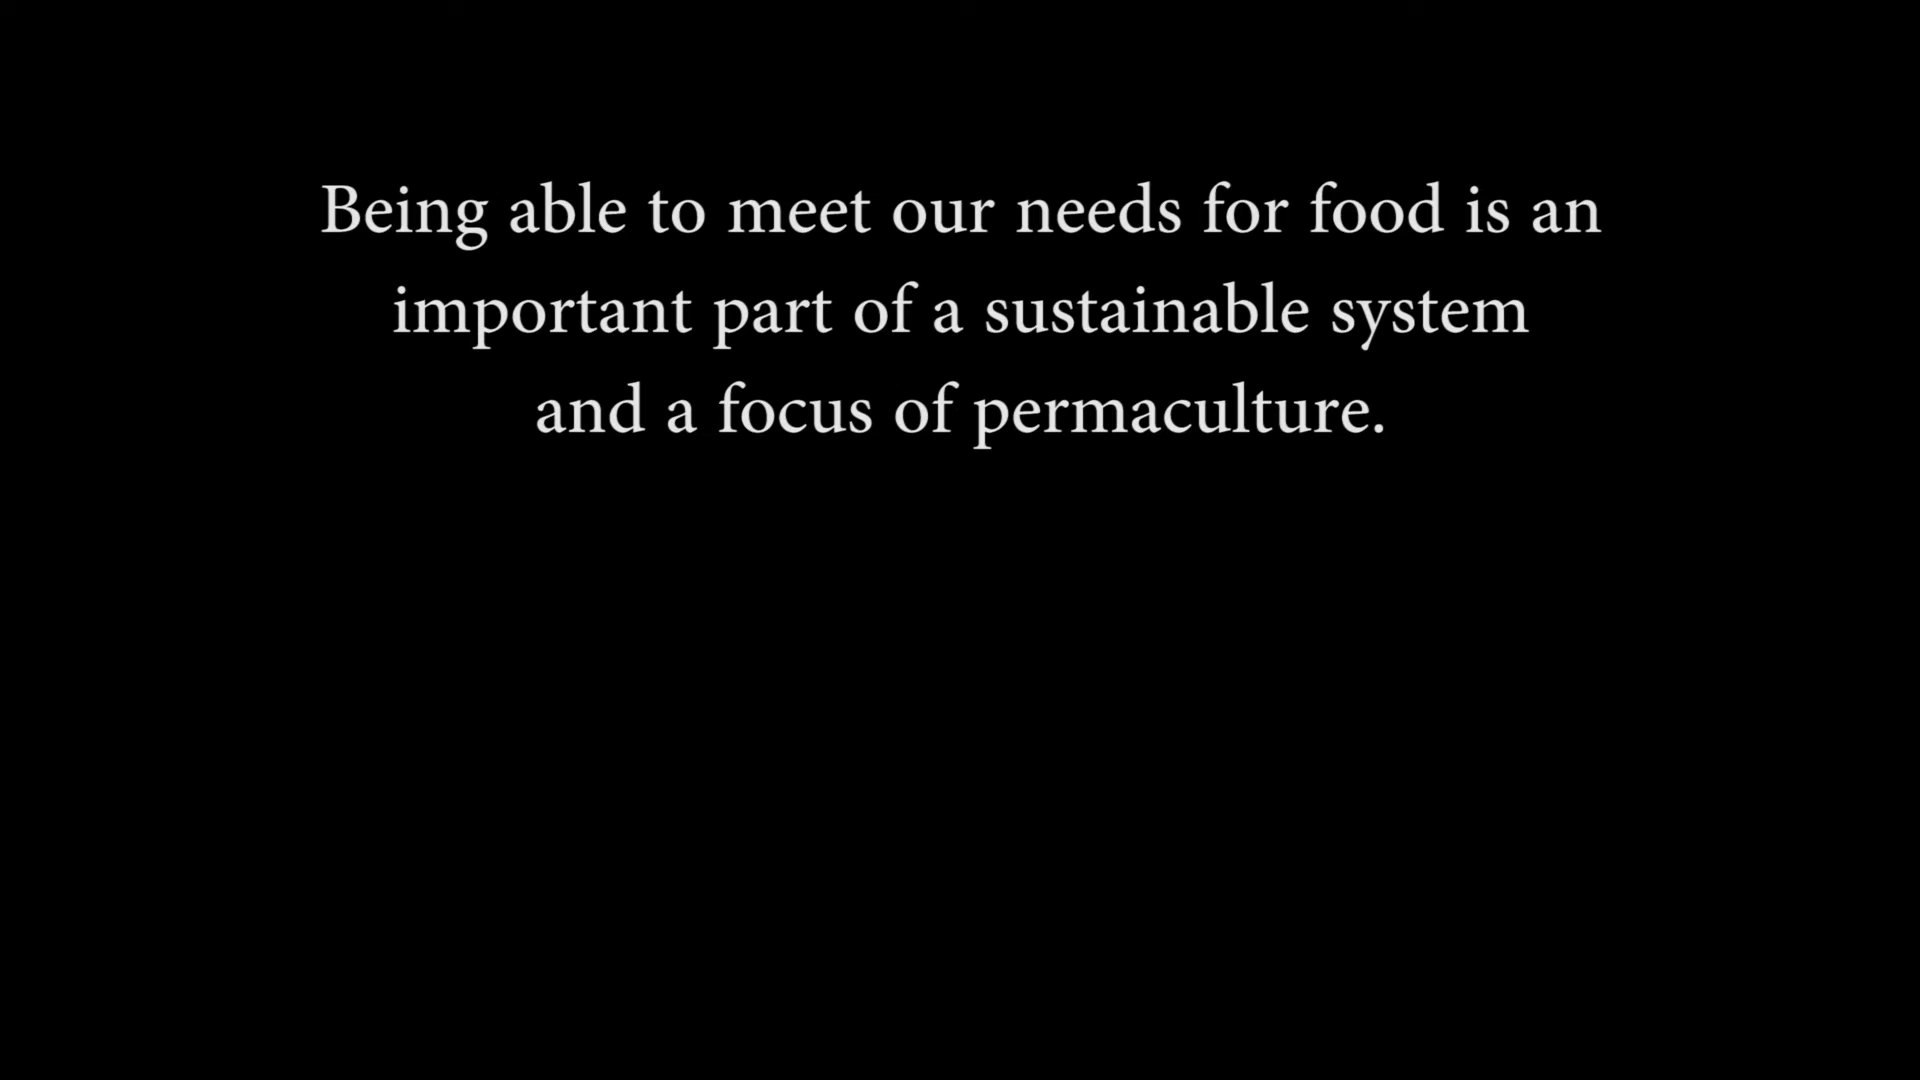 Being able to meet our needs for food is an
important part of a sustainable system
and a focus of permaculture.